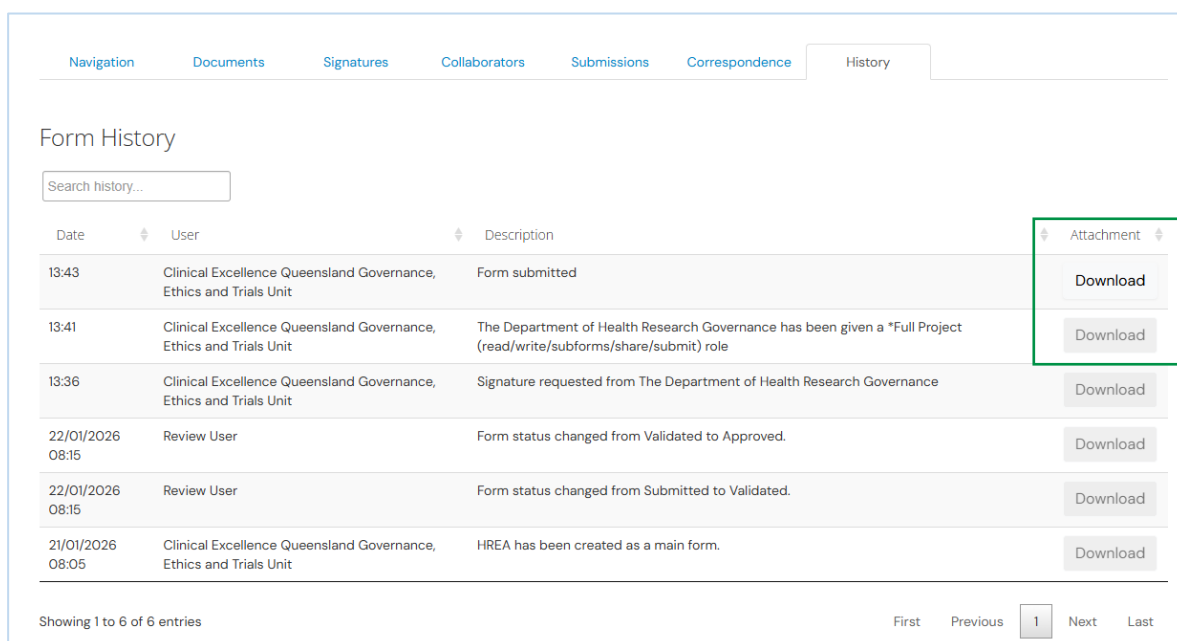 Navigation Documents Signatures Collaborators Submissions Correspondence History
Form History
Search history...
Date User Description Attachment
13:43 Clinical Excellence Queensland Governance, Form submitted Download
Ethics and Trials Unit
13:41 Clinical Excellence Queensland Governance, The Department of Health Research Governance has been given a *Full Project Download
Ethics and Trials Unit (read/write/subforms/share/submit) role
13:36 Clinical Excellence Queensland Governance, Signature requested from The Department of Health Research Governance Download
Ethics and Trials Unit
22/01/2026 Review User Form status changed from Validated to Approved. Download
08:15
22/01/2026 Review User Form status changed from Submitted to Validated. Download
08:15
21/01/2026 Clinical Excellence Queensland Governance, HREA has been created as a main form. Download
08:05 Ethics and Trials Unit
Showing 1 to 6 of 6 entries First Previous 1 Next Last